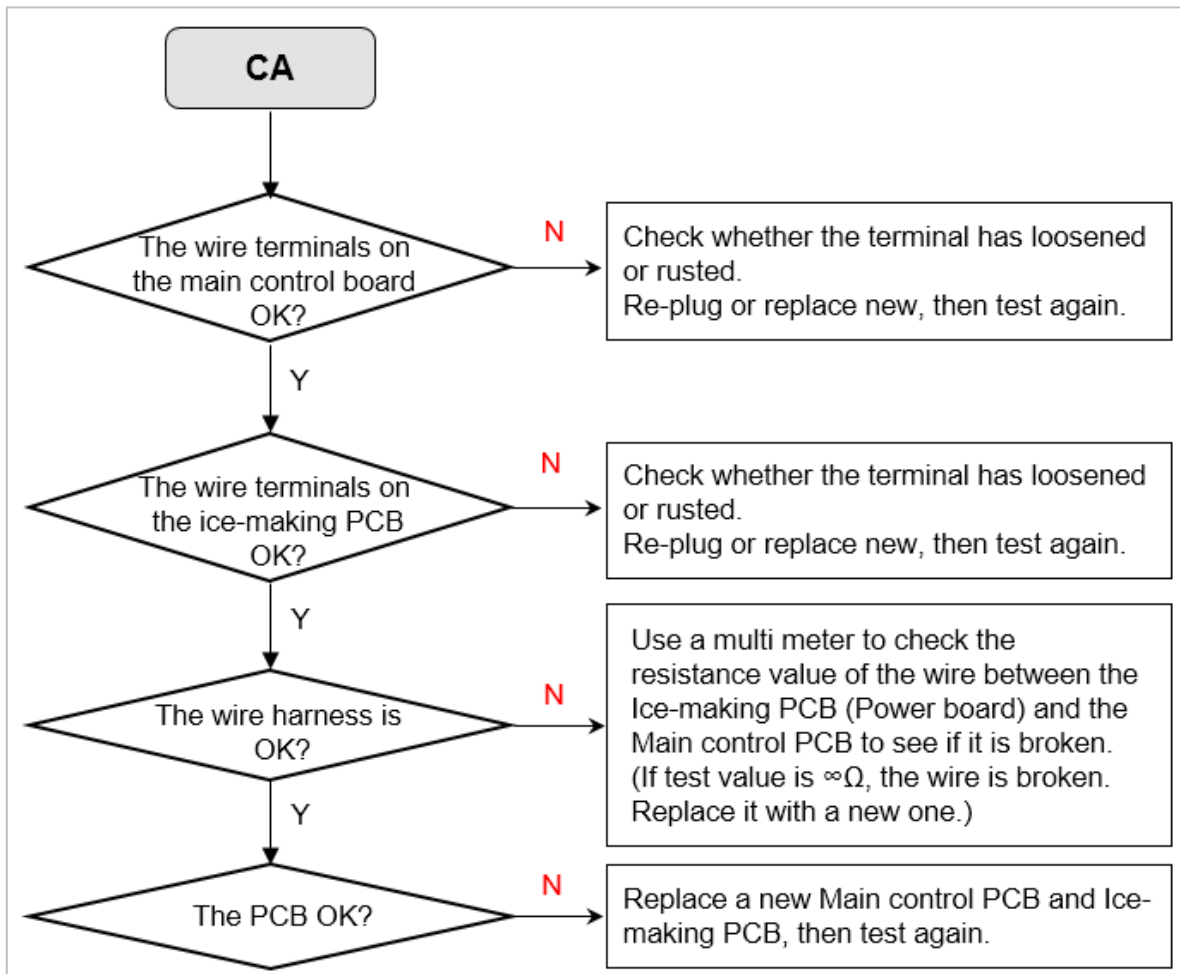 CA
The wire terminals on
the main control board
OK?
N
Check whether the terminal has loosened
or rusted.
Re-plug or replace new, then test again.
Y
The wire terminals on
the ice-making PCB
OK?
N
Check whether the terminal has loosened
or rusted.
Re-plug or replace new, then test again.
Y
The wire harness is
OK?
N
Use a multi meter to check the
resistance value of the wire between the
Ice-making PCB (Power board) and the
Main control PCB to see if it is broken.
(If test value is ∞Ω, the wire is broken.
Replace it with a new one.)
Y
The PCB OK?
N
Replace a new Main control PCB and Ice-
making PCB, then test again.